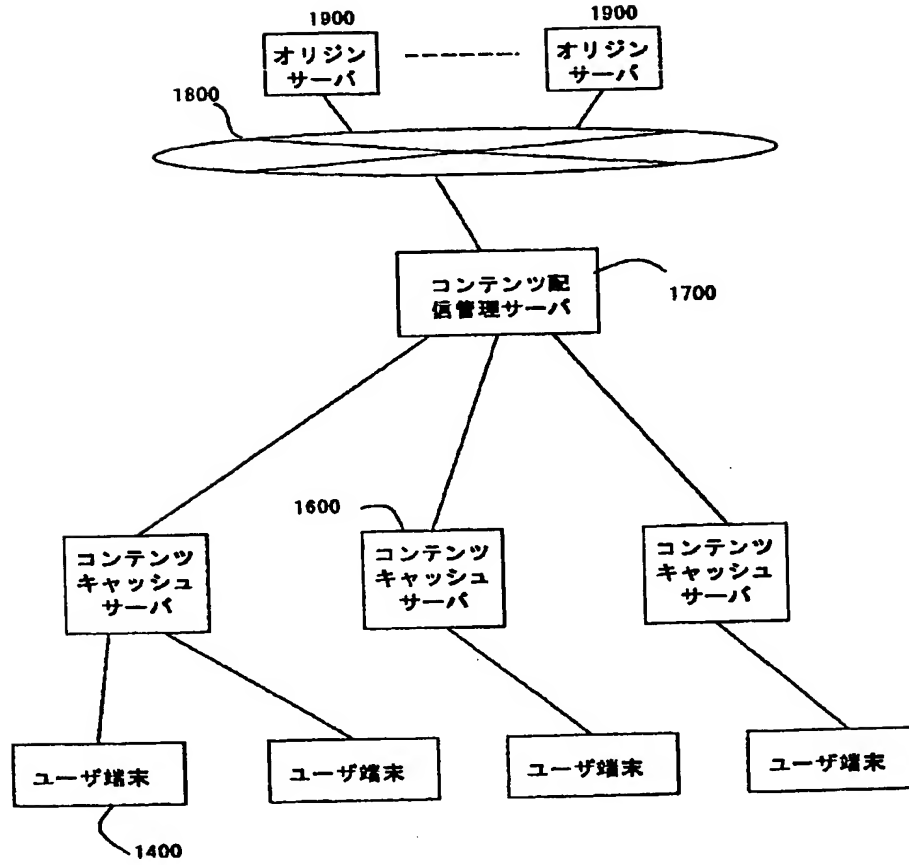 1900
1900
オリジン
サーバ
オリジン
サーバ
1800
コンテンツ配
信管理サーバ
1700
1600
コンテンツ
キャッシュ
サーバ
コンテンツ
キャッシュ
サーバ
コンテンツ
キャッシュ
サーバ
ユーザ端末
ユーザ端末
ユーザ端末
ユーザ端末
1400